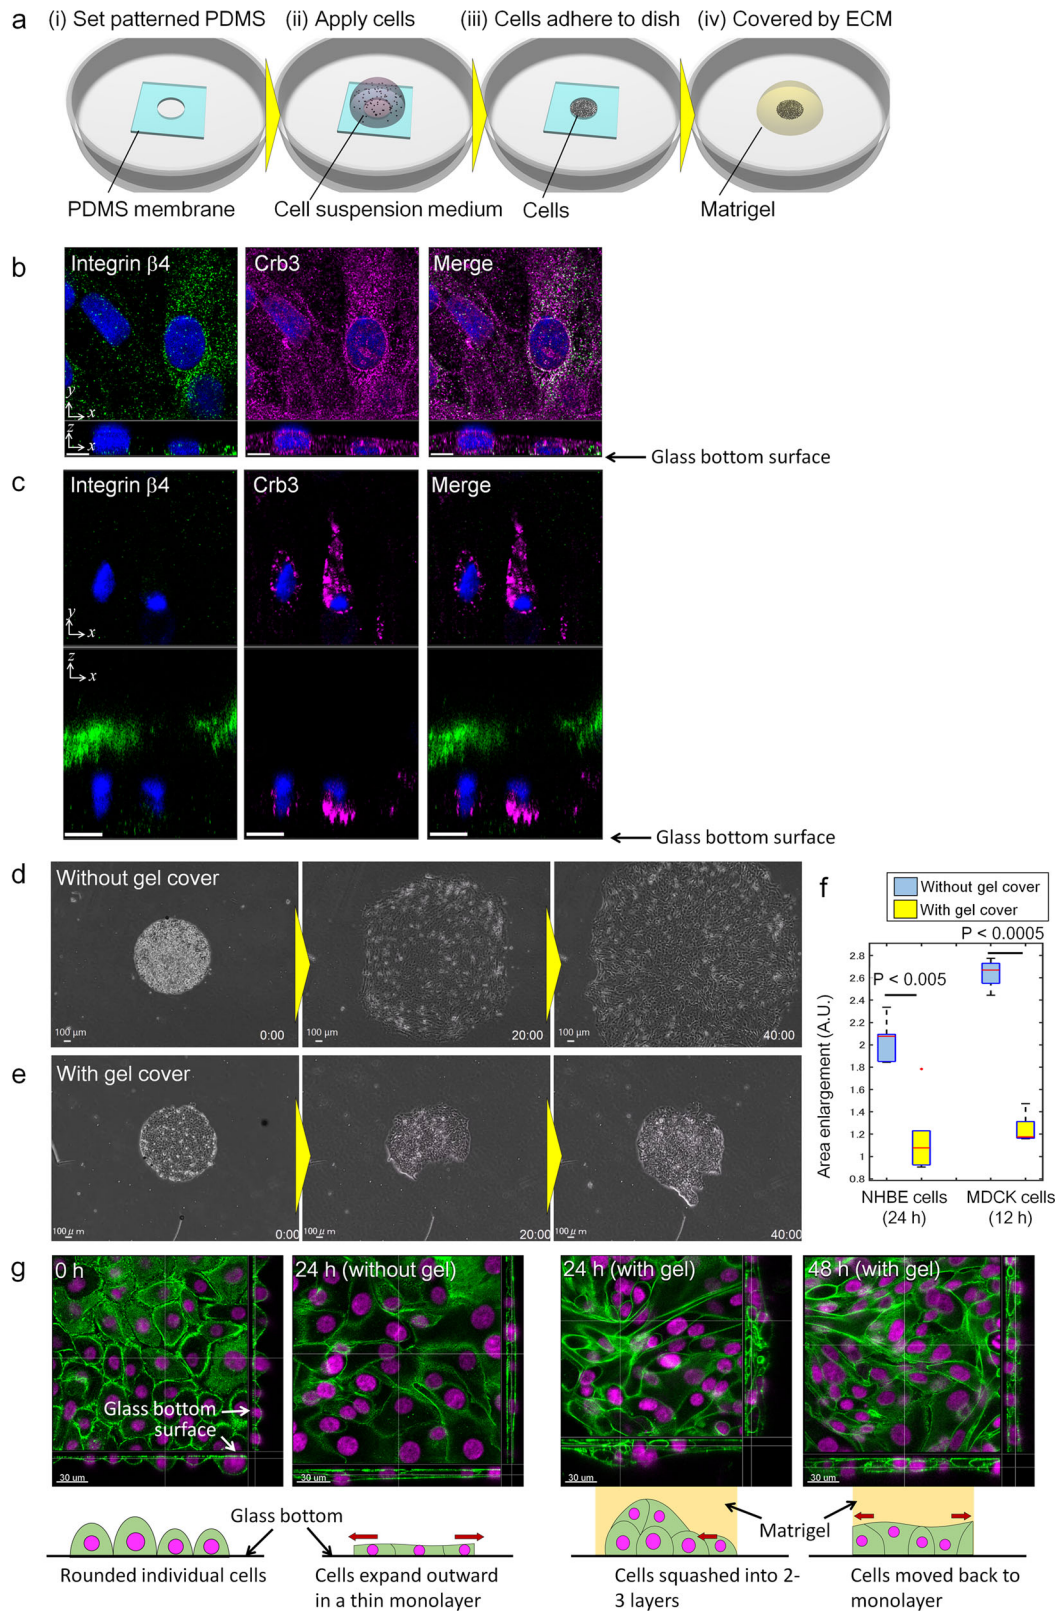 a (i) Set patterned PDMS (ii) Apply cells (iii) Cells adhere to dish (iv) Covered by ECM
PDMS membrane Cell suspension medium Cells Matrigel
b Integrin β4 Crb3 Merge
y
x
z
x
Glass bottom surface
c Integrin β4 Crb3 Merge
y
x
z
x
Glass bottom surface
d Without gel cover
100 μm 0:00 100 μm 20:00 100 μm 40:00
e With gel cover
100 μm 0:00 100 μm 20:00 100 μm 40:00
f
Without gel cover
With gel cover
P < 0.0005
P < 0.005
Area enlargement (A.U.)
2.8
2.6
2.4
2.2
2
1.8
1.6
1.4
1.2
1
0.8
NHBE cells MDCK cells
(24 h) (12 h)
g 0 h 24 h (without gel) 24 h (with gel) 48 h (with gel)
Glass bottom
surface
30 um 30 um 30 um 30 um
Glass bottom Matrigel
Rounded individual cells Cells expand outward Cells squashed into 2- Cells moved back to
in a thin monolayer 3 layers monolayer